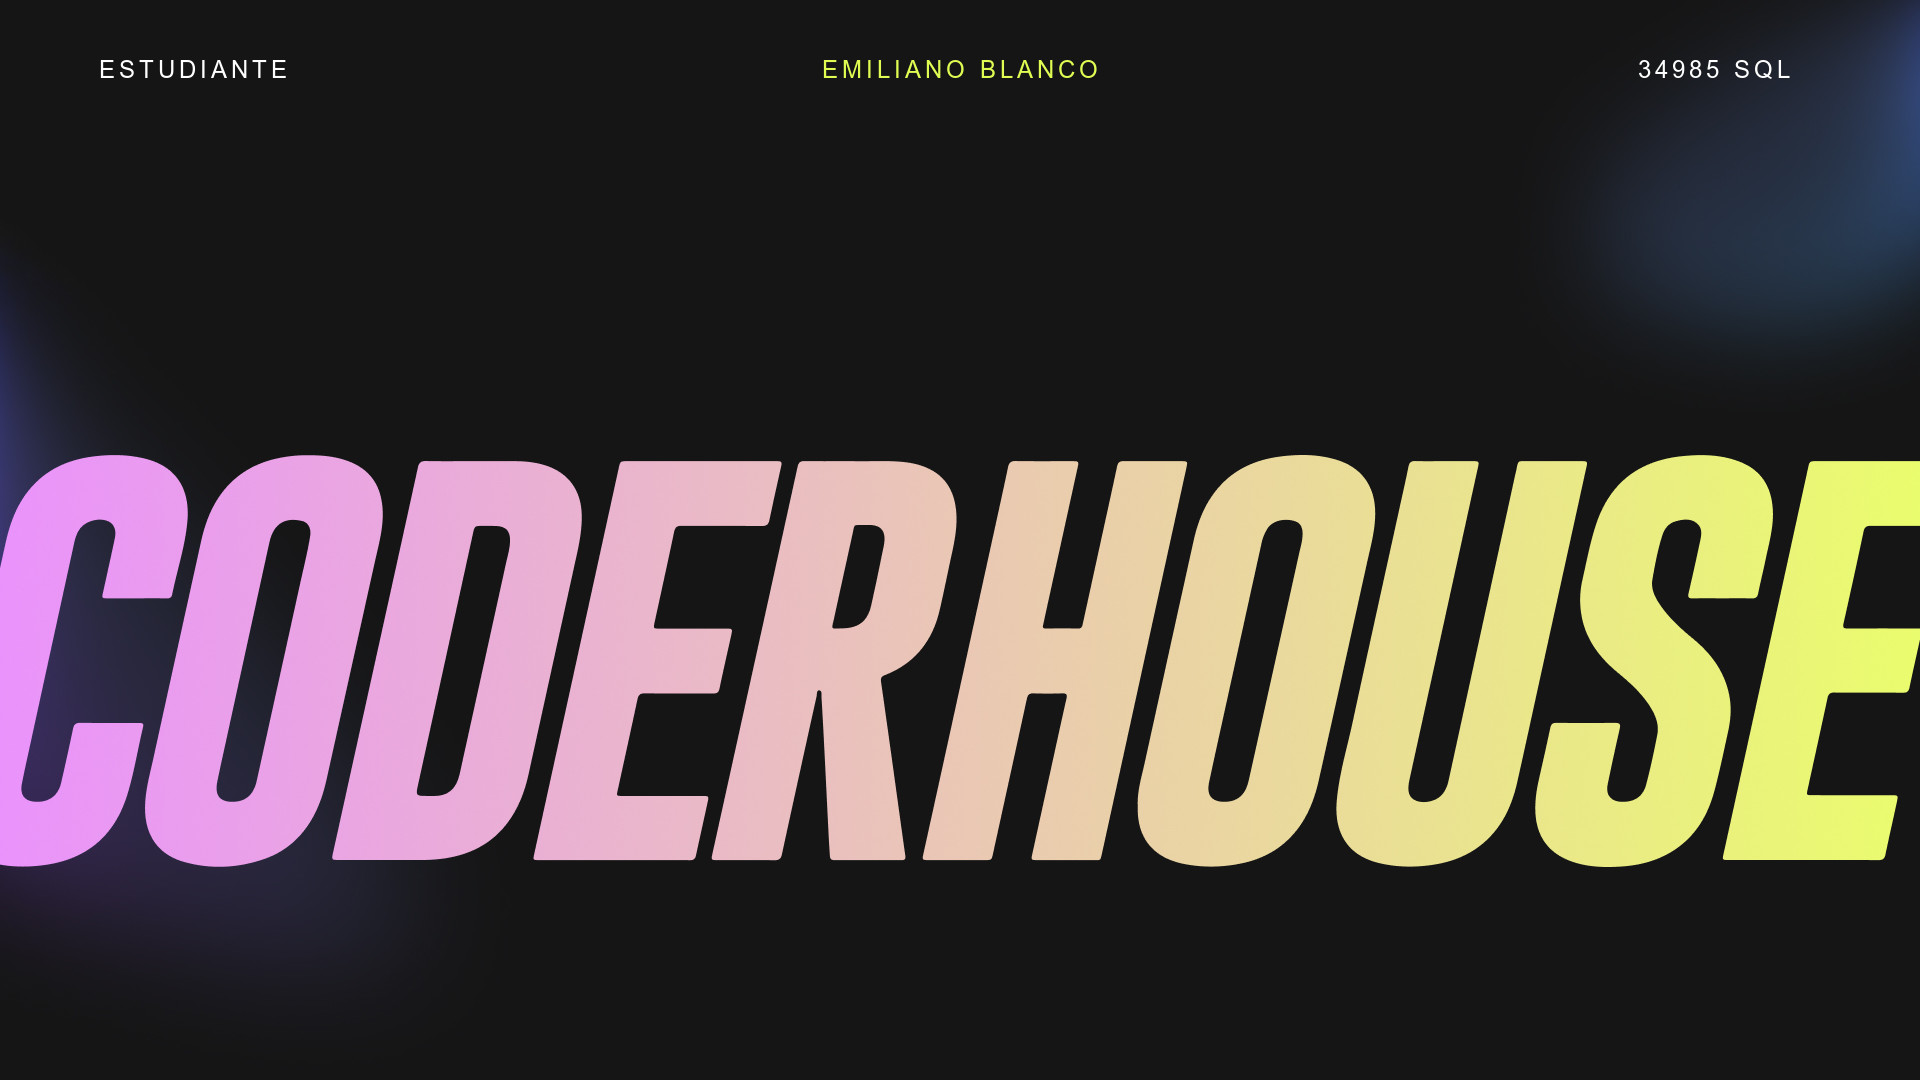 ESTUDIANTE
EMILIANO BLANCO
34985 SQL
CODERHOUSE